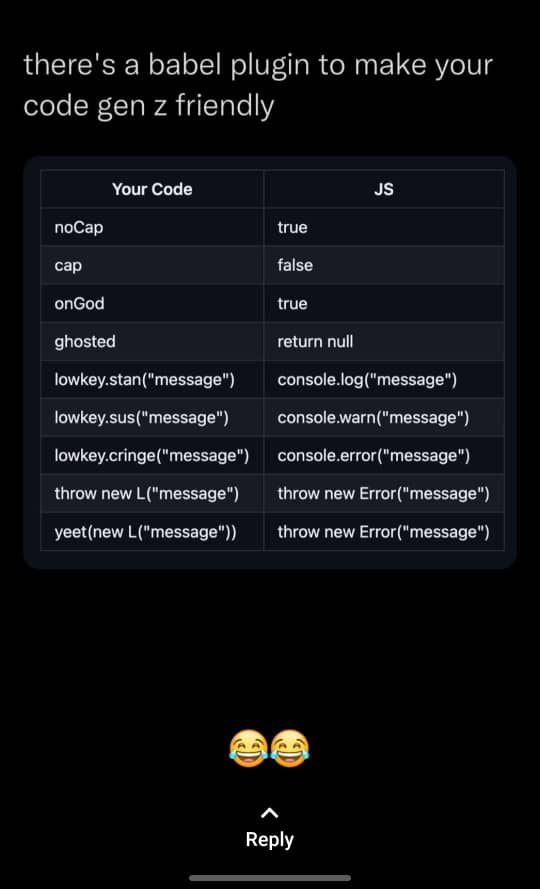 there's a babel plugin to make your
code gen z friendly
Your Code JS
noCap true
cap false
onGod true
ghosted return null
lowkey.stan("message") console.log("message")
lowkey.sus("message") console.warn("message")
lowkey.cringe("message") console.error("message")
throw new L("message") throw new Error("message")
yeet(new L("message")) throw new Error("message")
😂😂
Reply